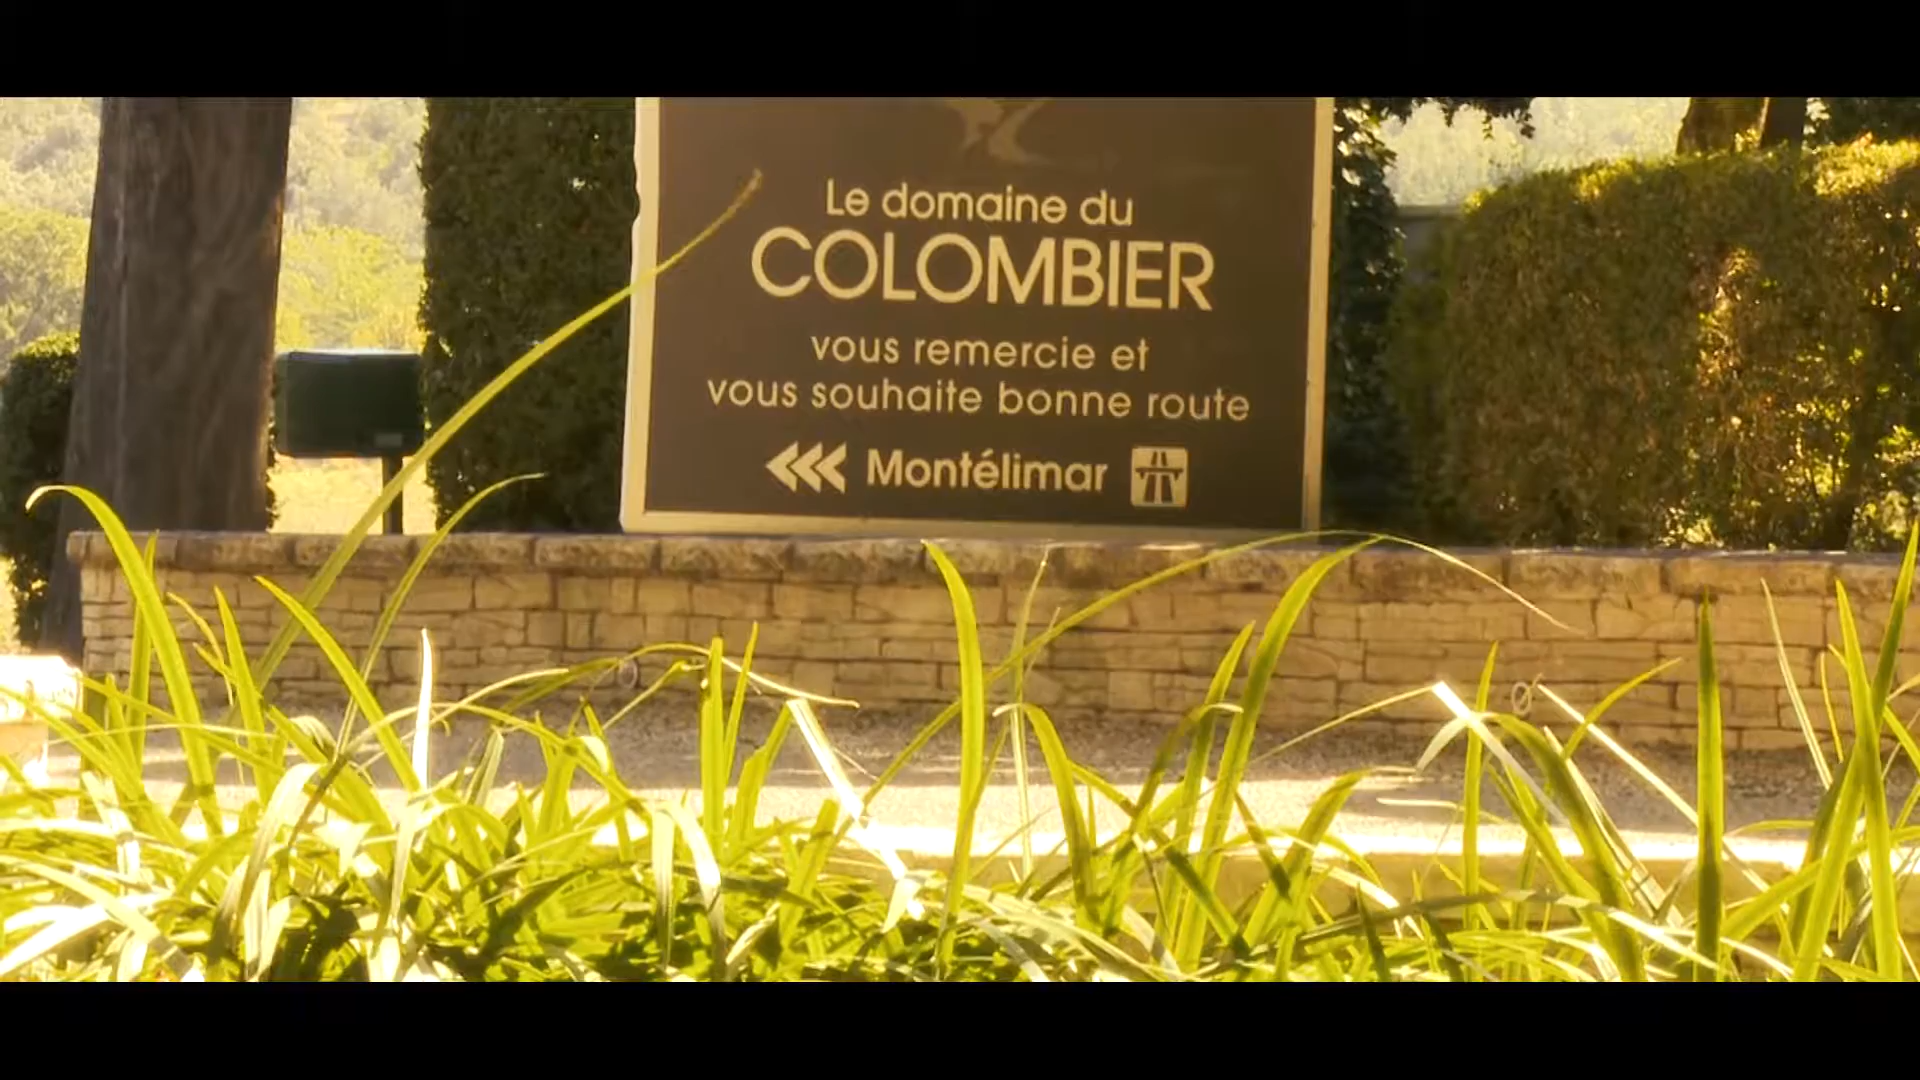 Le domaine du
COLOMBIER
vous remercie et
vous souhaite bonne route
Montélimar